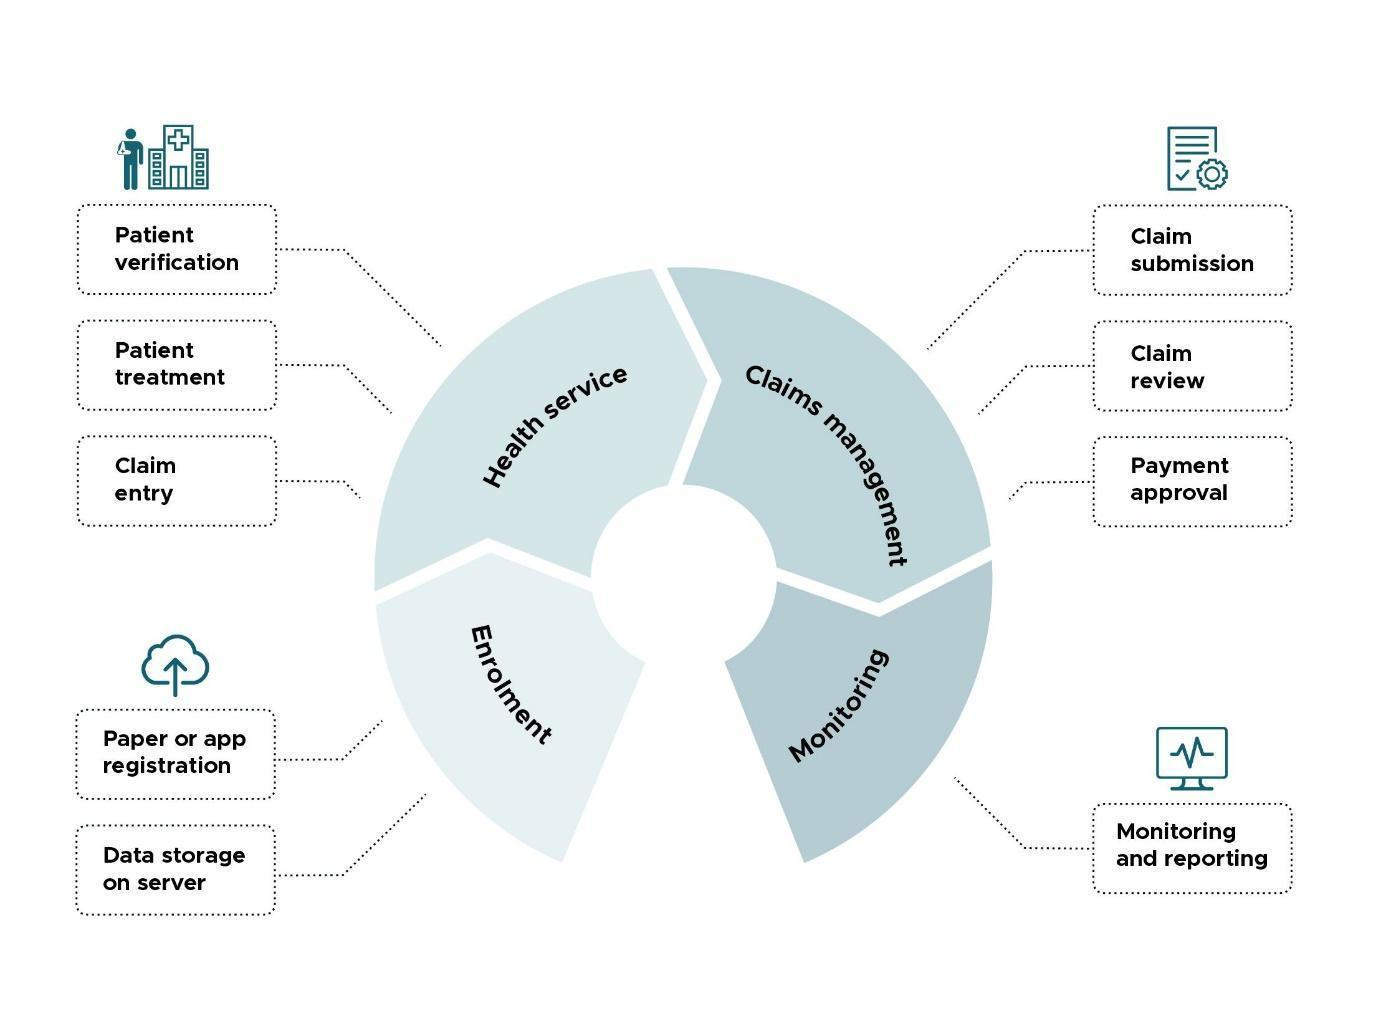 Patient
verification
Patient
treatment
Claim
entry
Paper or app
registration
Data storage
on server
Health service
Enrolment
Claims management
Monitoring
Claim
submission
Claim
review
Payment
approval
Monitoring
and reporting